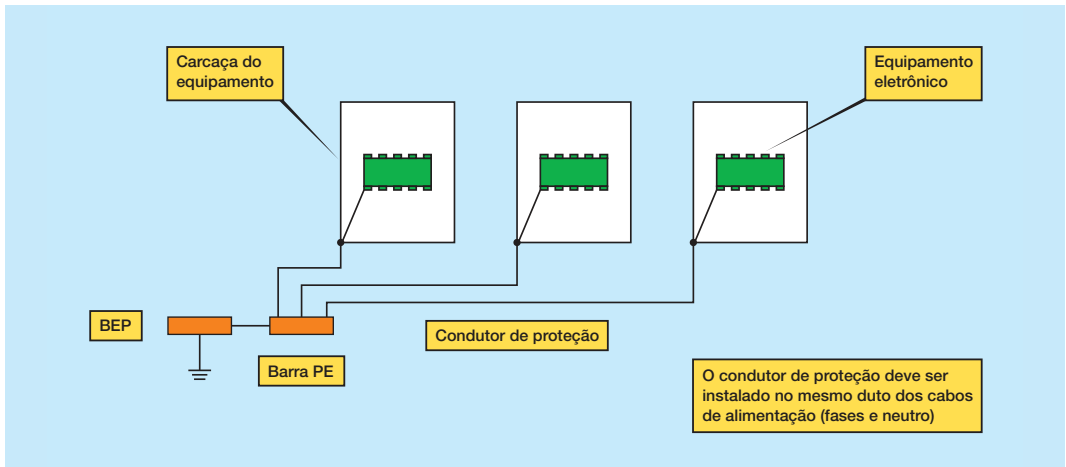 Carcaça do
equipamento
Equipamento
eletrônico
BEP
Barra PE
Condutor de proteção
O condutor de proteção deve ser
instalado no mesmo duto dos cabos
de alimentação (fases e neutro)